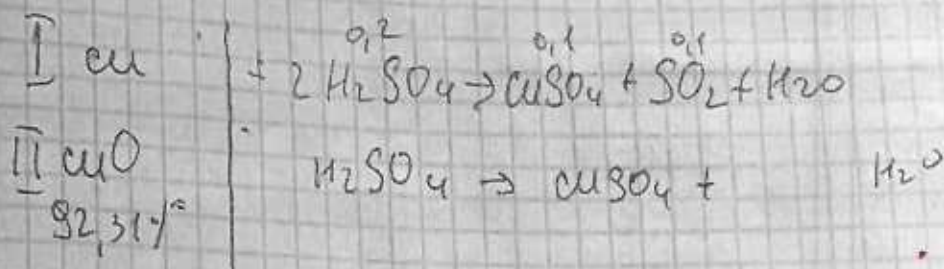 0,2 0,1 0,1
I cu + 2 H2SO4 → cuSO4 + SO2 + H2O
II cuO H2SO4 → cuSO4 + H2O
92,31%